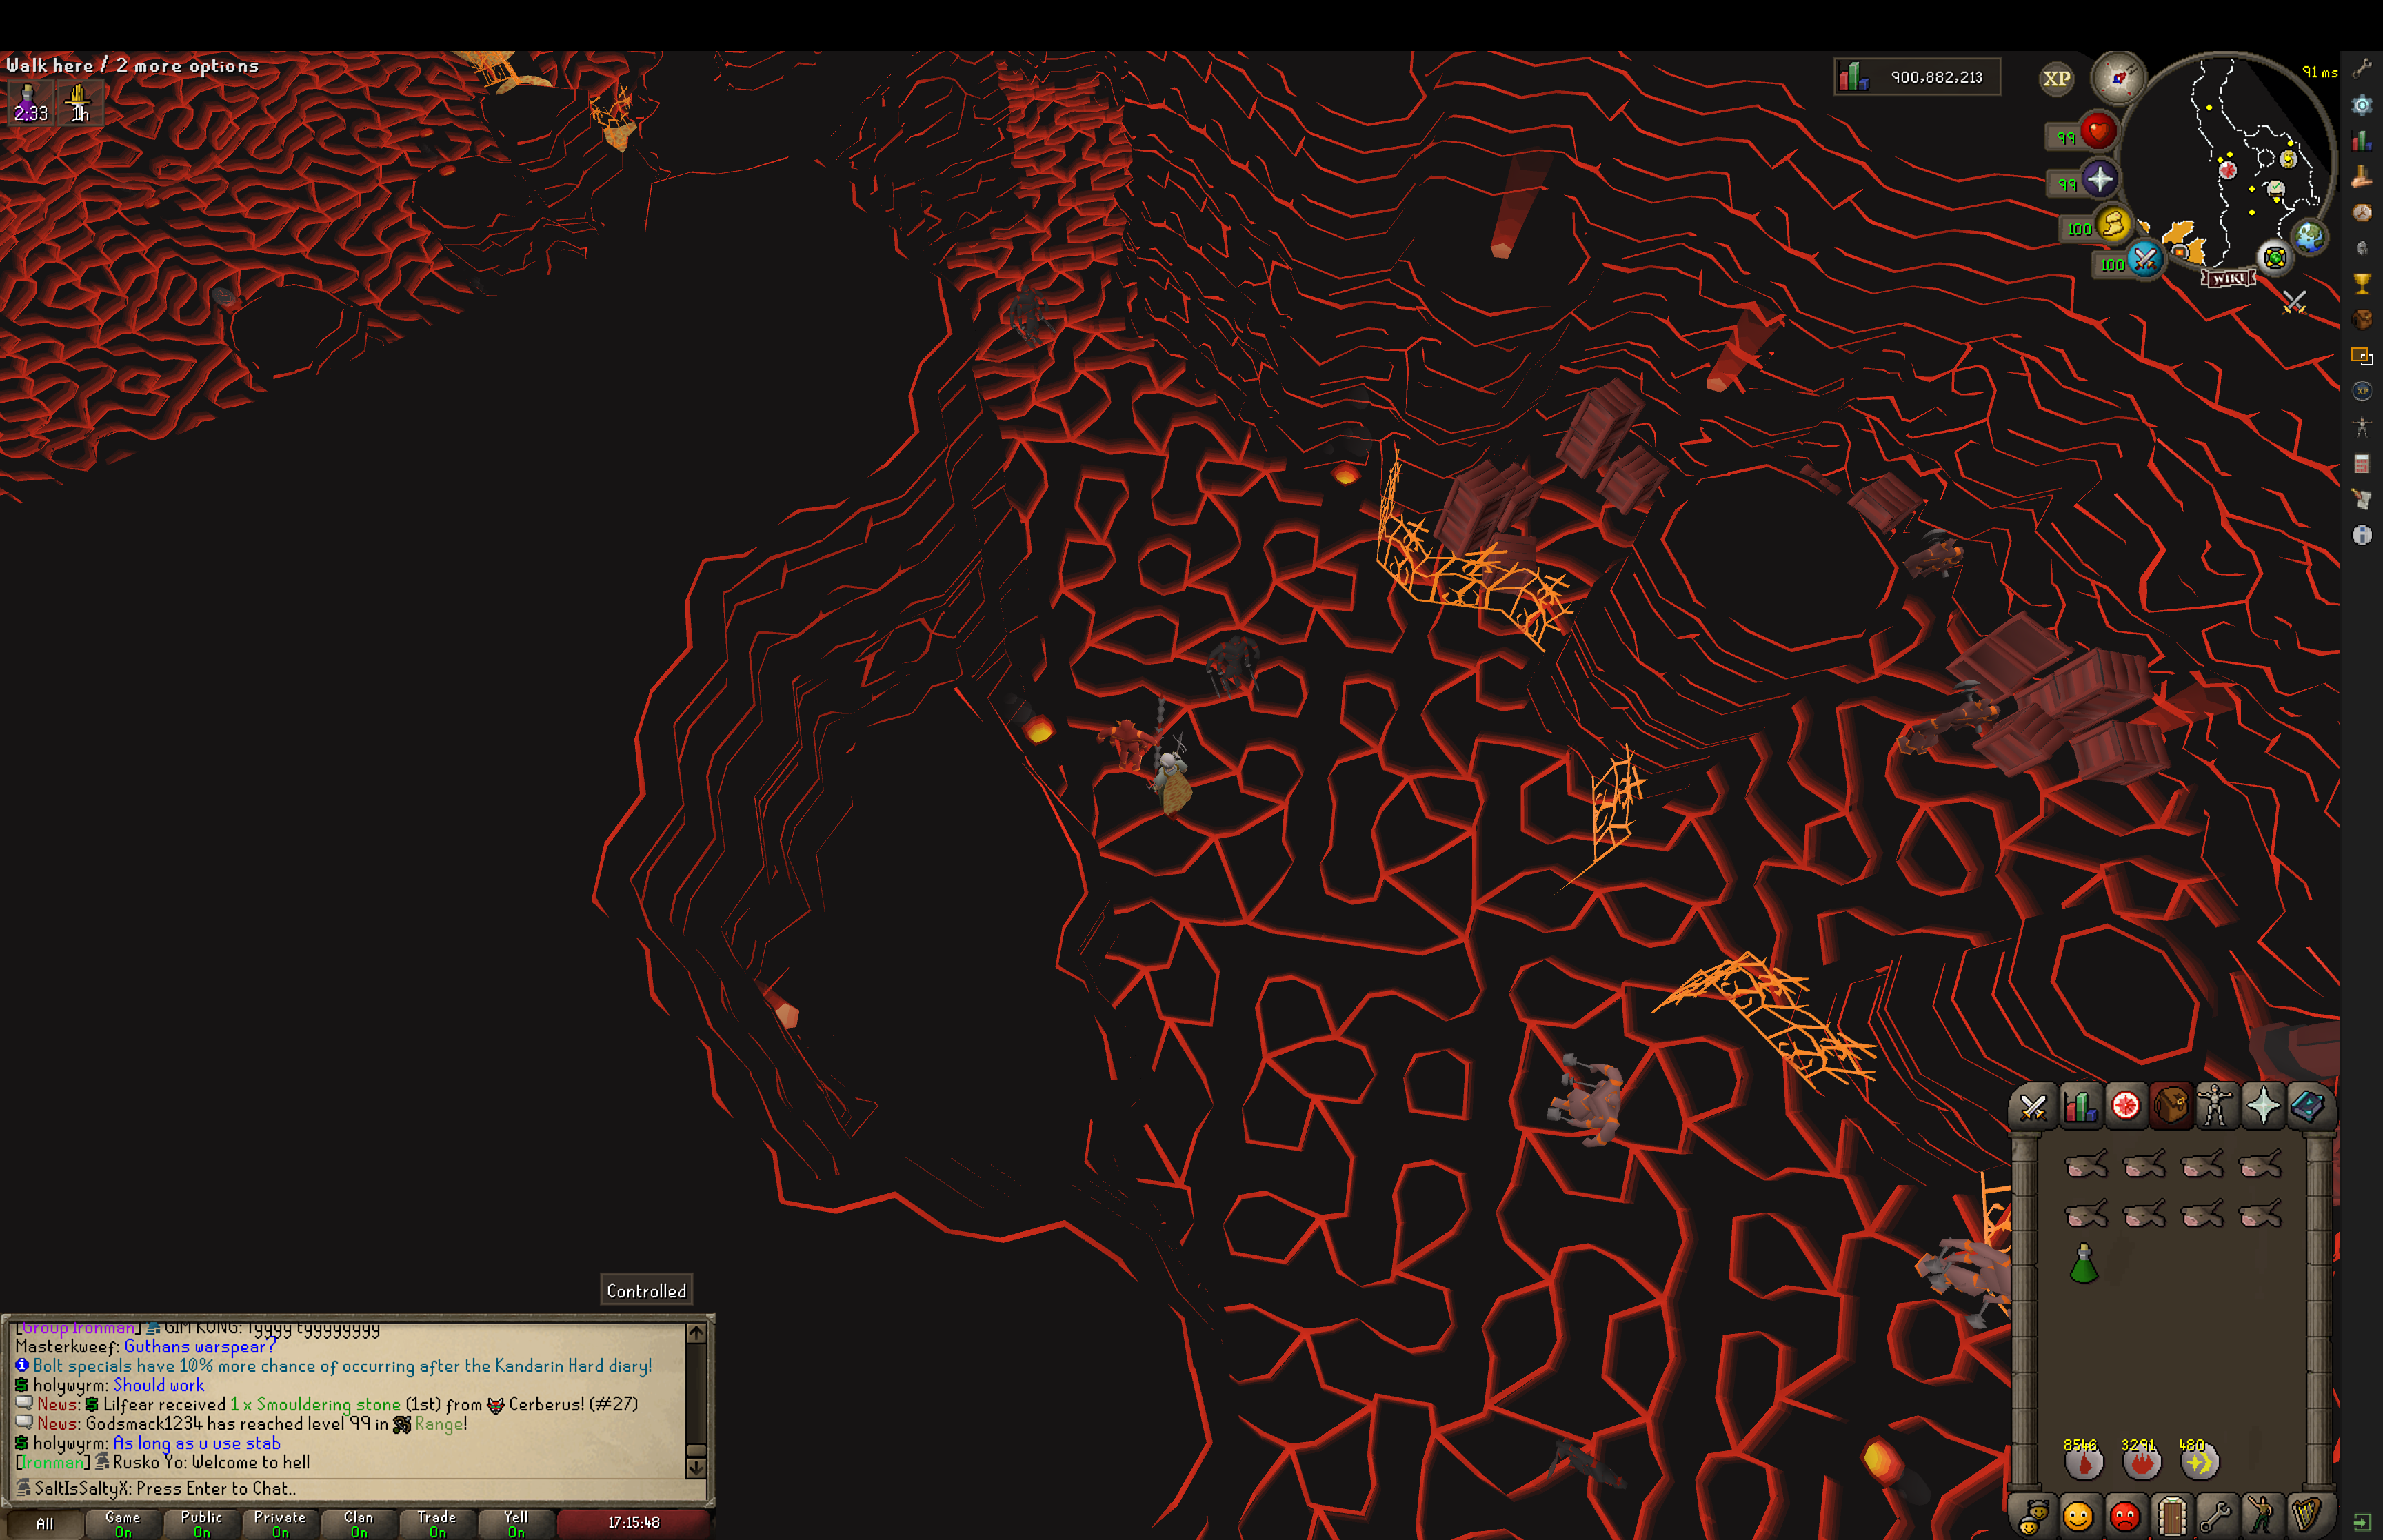 Walk here / 2 more options
2:33
1h
900,882,213
XP
91 ms
99
99
100
100
WIKI
XP
Controlled
[Group Ironman] GIM KONG: Tyyyy tyyyyyyyy
Masterkweef: Guthans warspear?
Bolt specials have 10% more chance of occurring after the Kandarin Hard diary!
holywyrm: Should work
News: Lilfear received 1 x Smouldering stone (1st) from Cerberus! (#27)
News: Godsmack1234 has reached level 99 in Range!
holywyrm: As long as u use stab
[Ironman] Rusko Yo: Welcome to hell
SaltIsSaltyX: Press Enter to Chat..
All
Game
On
Public
On
Private
On
Clan
On
Trade
On
Yell
On
17:15:48
8546
3291
480